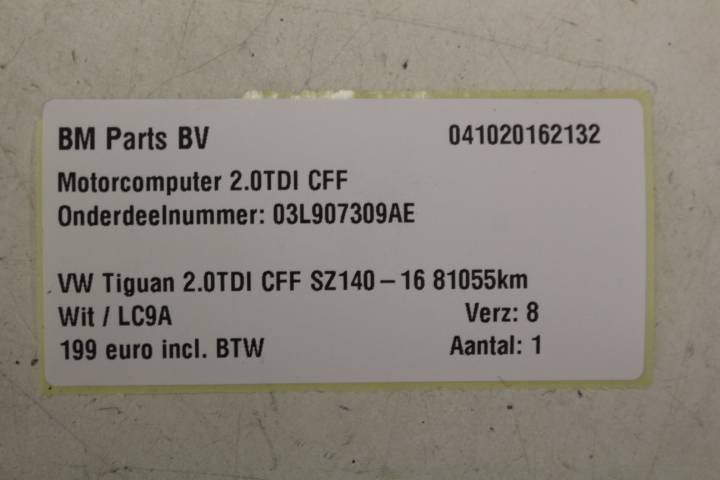 BM Parts BV 041020162132
Motorcomputer 2.0TDI CFF
Onderdeelnummer: 03L907309AE
VW Tiguan 2.0TDI CFF SZ140 – 16 81055km
Wit / LC9A Verz: 8
199 euro incl. BTW Aantal: 1